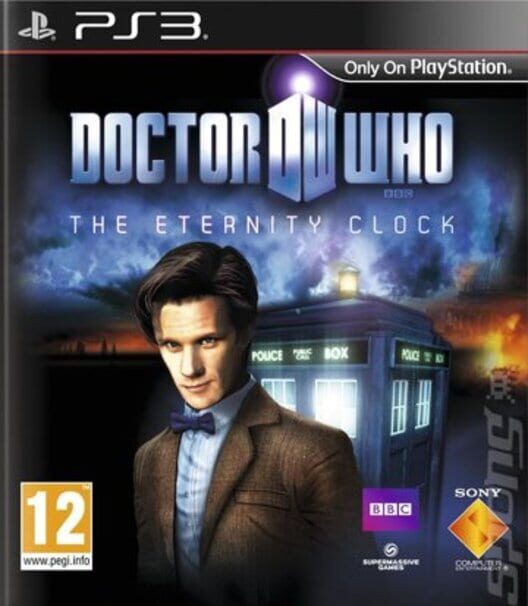 PS3.
Only On PlayStation®
DOCTOR DW WHO
BBC
THE ETERNITY CLOCK
POLICE PUBLIC CALL BOX
POLICE BOX
12
www.pegi.info
BBC
SUPERMASSIVE GAMES
SONY
COMPUTER ENTERTAINMENT®